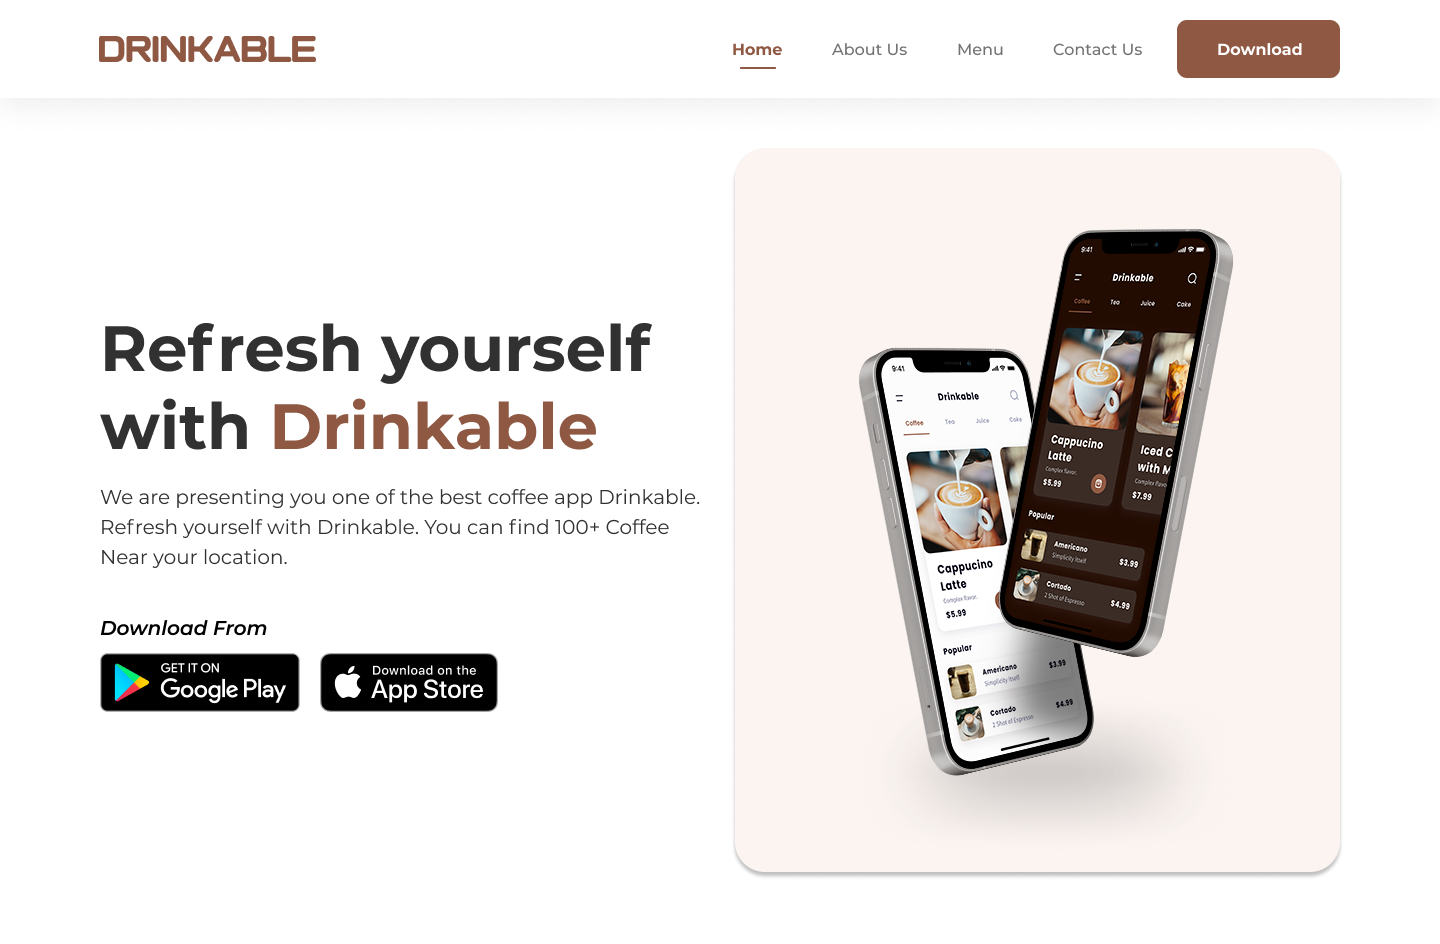 DRINKABLE
Home
About Us
Menu
Contact Us
Download
Refresh yourself
with Drinkable
We are presenting you one of the best coffee app Drinkable.
Refresh yourself with Drinkable. You can find 100+ Coffee
Near your location.
Download From
GET IT ON
Google Play
Download on the
App Store
9:41
Drinkable
Coffee
Tea
Juice
Cake
Cappuccino
Latte
Complex flavor.
$5.99
Popular
Americano
Simplicity itself
$3.99
Cortado
2 Shot of Espresso
$4.99
9:41
Drinkable
Coffee
Tea
Juice
Cake
Cappucino
Latte
Complex flavor.
$5.99
Iced C
with M
Complex flavo
$7.99
Popular
Americano
Simplicity itself
$3.99
Cortado
2 Shot of Espresso
$4.99